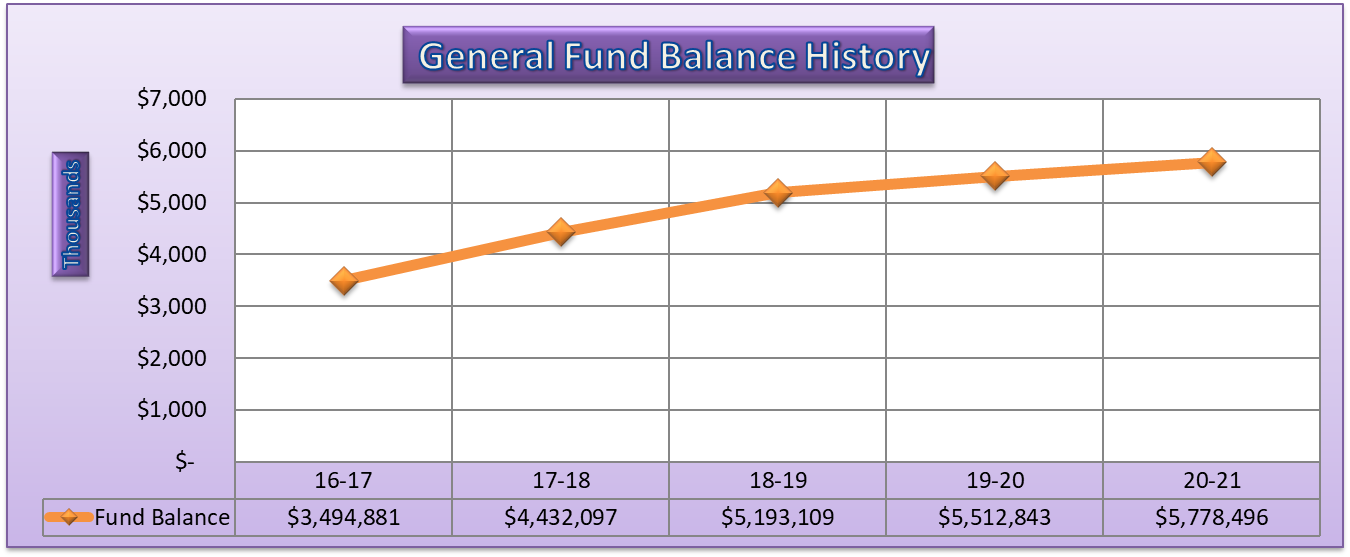 General Fund Balance History
Thousands
$7,000
$6,000
$5,000
$4,000
$3,000
$2,000
$1,000
$-
16-17 17-18 18-19 19-20 20-21
Fund Balance $3,494,881 $4,432,097 $5,193,109 $5,512,843 $5,778,496